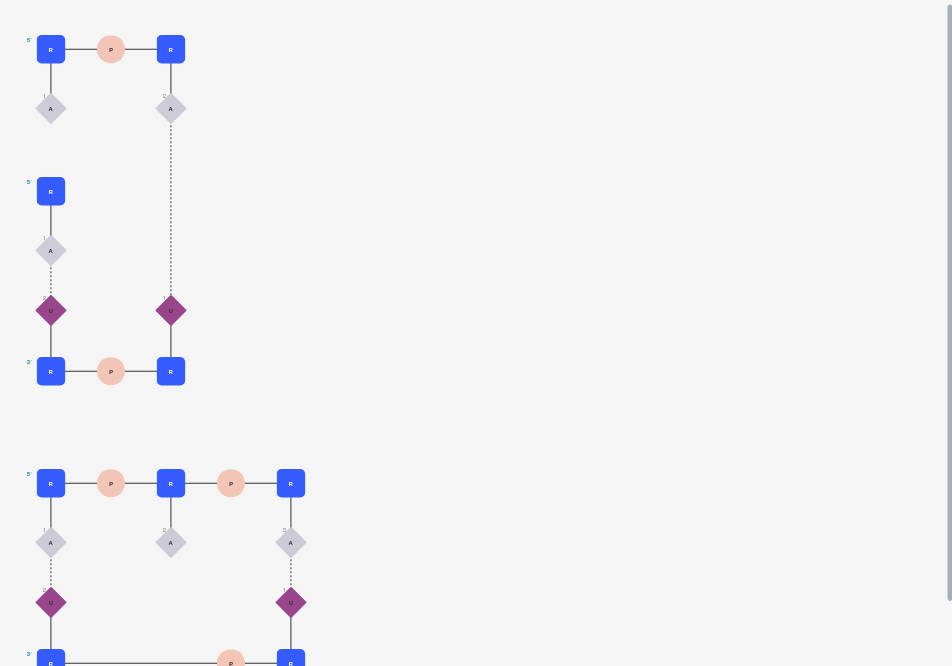 5' R P R
1 2
A A
5' R
1
A
2 1
U U
3' R P R
5' R P R P R
1 2 3
A A A
2 1
U U
3' R P R